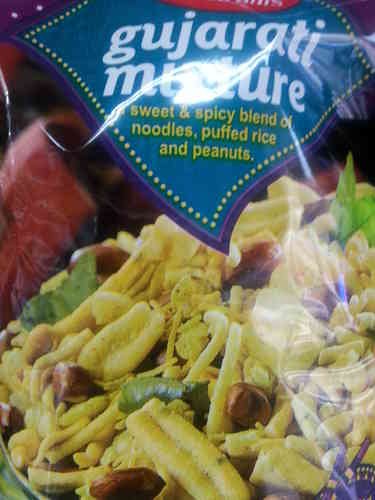 gujarati
mixture
sweet & spicy blend of
noodles, puffed rice
and peanuts.